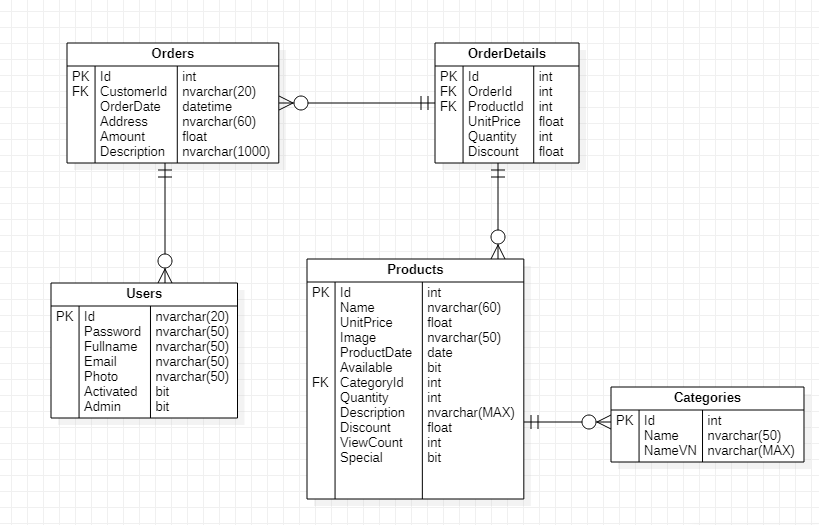 Orders
PK Id int
FK CustomerId nvarchar(20)
OrderDate datetime
Address nvarchar(60)
Amount float
Description nvarchar(1000)
OrderDetails
PK Id int
FK OrderId int
FK ProductId int
UnitPrice float
Quantity int
Discount float
Users
PK Id nvarchar(20)
Password nvarchar(50)
Fullname nvarchar(50)
Email nvarchar(50)
Photo nvarchar(50)
Activated bit
Admin bit
Products
PK Id int
Name nvarchar(60)
UnitPrice float
Image nvarchar(50)
ProductDate date
Available bit
FK CategoryId int
Quantity int
Description nvarchar(MAX)
Discount float
ViewCount int
Special bit
Categories
PK Id int
Name nvarchar(50)
NameVN nvarchar(MAX)